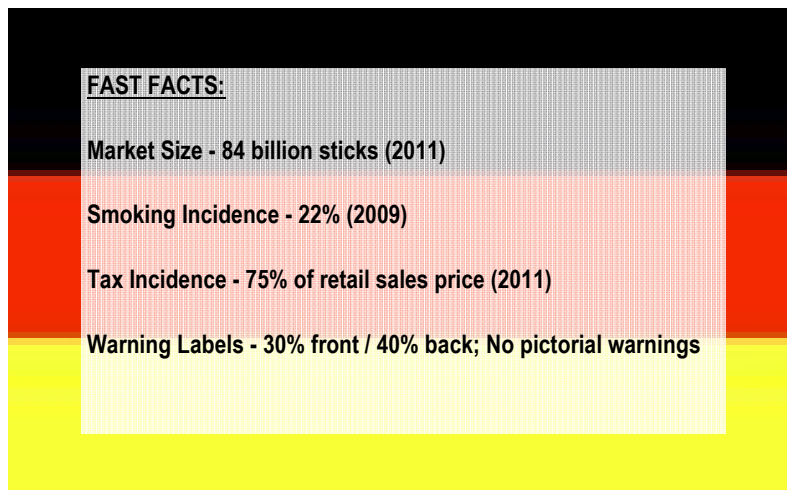 FAST FACTS:
Market Size - 84 billion sticks (2011)
Smoking Incidence - 22% (2009)
Tax Incidence - 75% of retail sales price (2011)
Warning Labels - 30% front / 40% back; No pictorial warnings